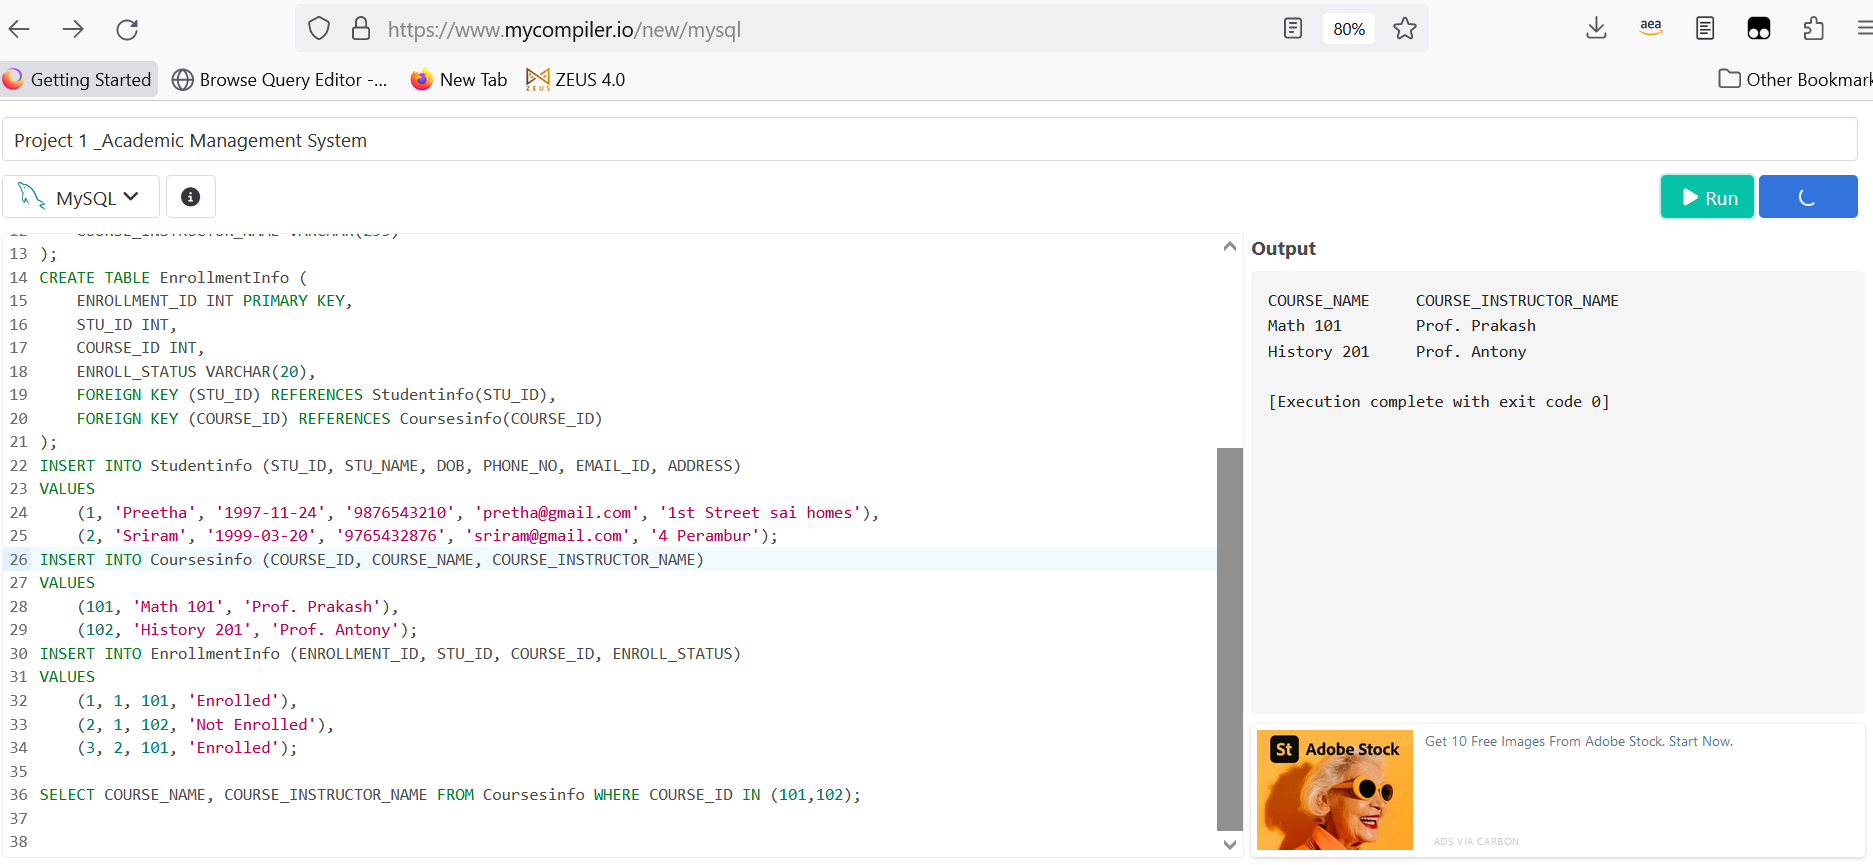 https://www.mycompiler.io/new/mysql
80%
aea
Getting Started
Browse Query Editor -...
New Tab
ZEUS
ZEUS 4.0
Other Bookmark
Project 1 _Academic Management System
MySQL
Run
12 COURSE_INSTRUCTOR_NAME VARCHAR(255)
13 );
14 CREATE TABLE EnrollmentInfo (
15 ENROLLMENT_ID INT PRIMARY KEY,
16 STU_ID INT,
17 COURSE_ID INT,
18 ENROLL_STATUS VARCHAR(20),
19 FOREIGN KEY (STU_ID) REFERENCES Studentinfo(STU_ID),
20 FOREIGN KEY (COURSE_ID) REFERENCES Coursesinfo(COURSE_ID)
21 );
22 INSERT INTO Studentinfo (STU_ID, STU_NAME, DOB, PHONE_NO, EMAIL_ID, ADDRESS)
23 VALUES
24 (1, 'Preetha', '1997-11-24', '9876543210', 'pretha@gmail.com', '1st Street sai homes'),
25 (2, 'Sriram', '1999-03-20', '9765432876', 'sriram@gmail.com', '4 Perambur');
26 INSERT INTO Coursesinfo (COURSE_ID, COURSE_NAME, COURSE_INSTRUCTOR_NAME)
27 VALUES
28 (101, 'Math 101', 'Prof. Prakash'),
29 (102, 'History 201', 'Prof. Antony');
30 INSERT INTO EnrollmentInfo (ENROLLMENT_ID, STU_ID, COURSE_ID, ENROLL_STATUS)
31 VALUES
32 (1, 1, 101, 'Enrolled'),
33 (2, 1, 102, 'Not Enrolled'),
34 (3, 2, 101, 'Enrolled');
35
36 SELECT COURSE_NAME, COURSE_INSTRUCTOR_NAME FROM Coursesinfo WHERE COURSE_ID IN (101,102);
37
38
Output
COURSE_NAME COURSE_INSTRUCTOR_NAME
Math 101 Prof. Prakash
History 201 Prof. Antony
[Execution complete with exit code 0]
St Adobe Stock
Get 10 Free Images From Adobe Stock. Start Now.
ADS VIA CARBON